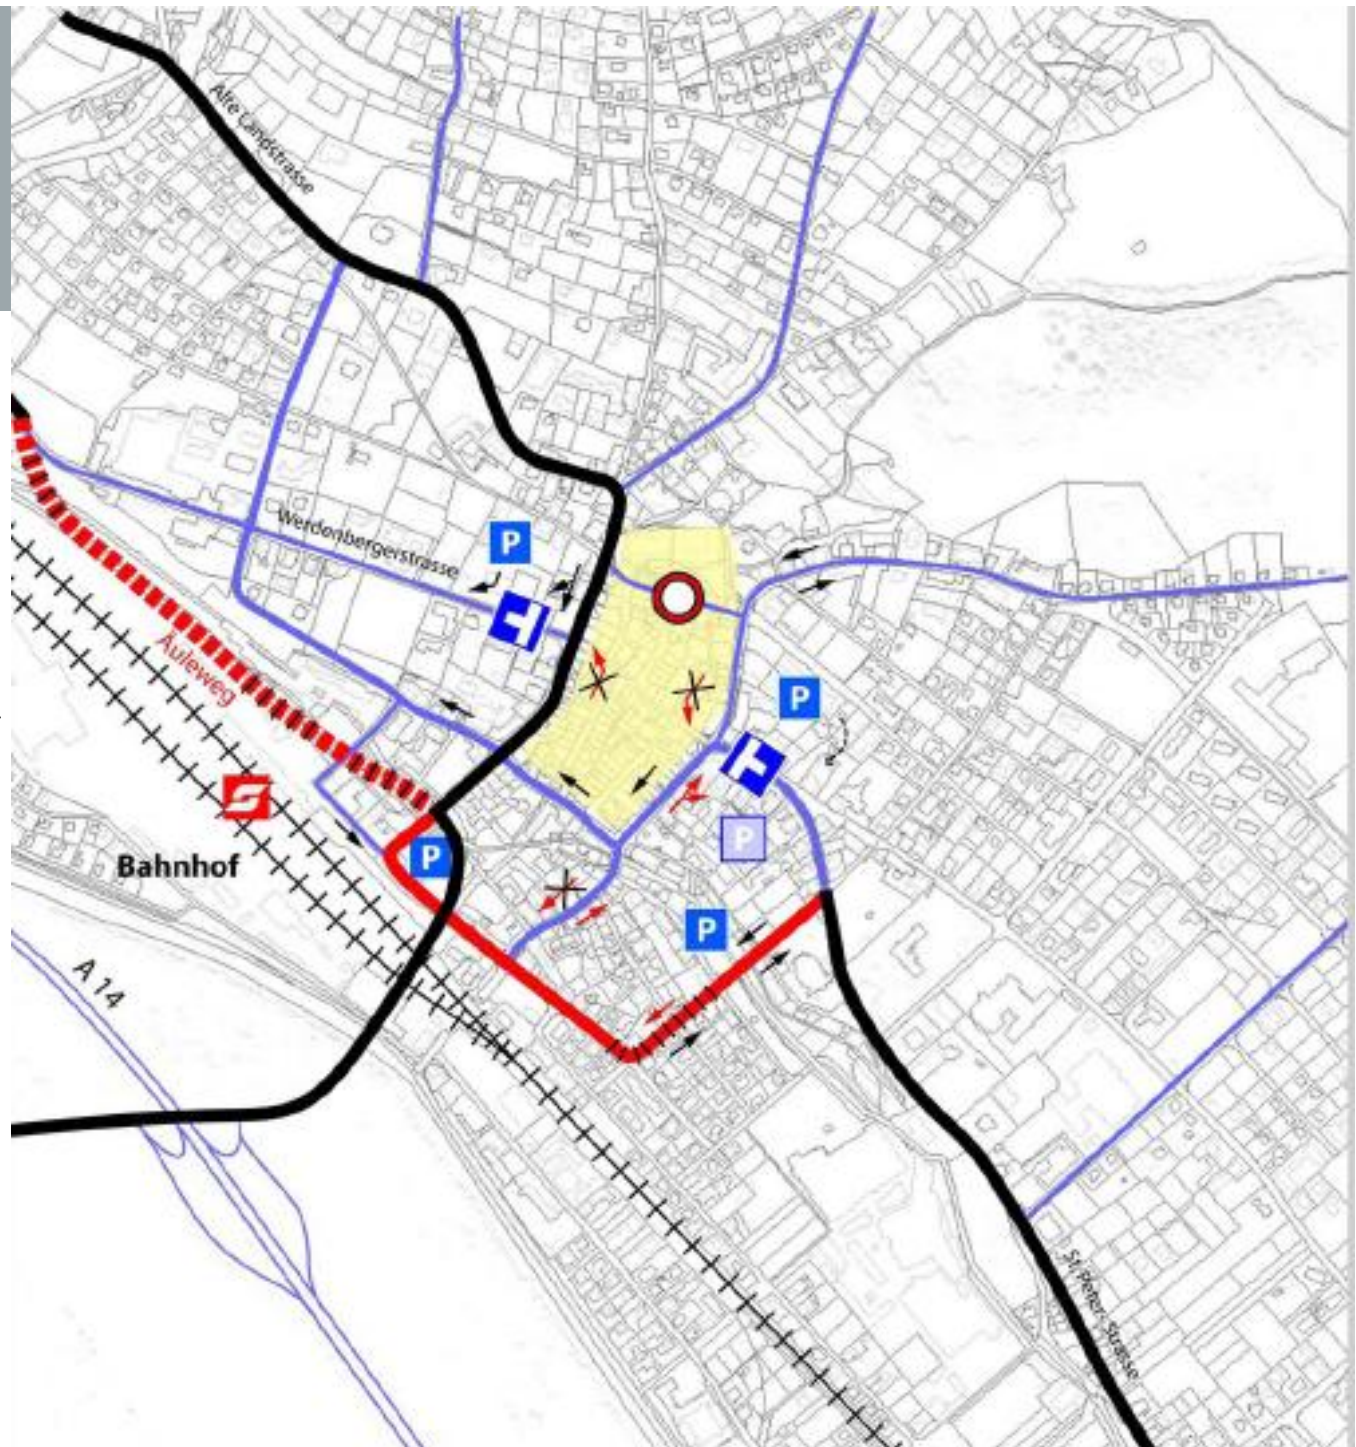 Alte Landstrasse
Werdenbergerstrasse
P
P
Auleweg
P
P
Bahnhof
P
A 14
St. Peter-Strasse